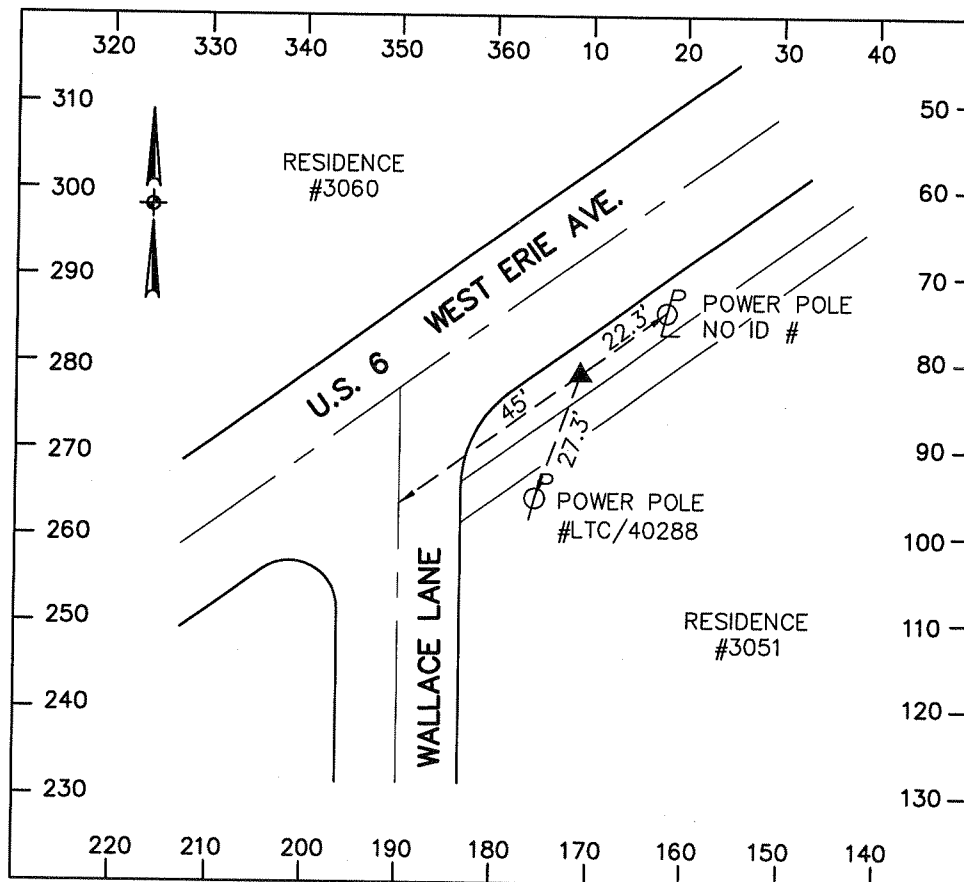 320 330 340 350 360 10 20 30 40
310
300
290
280
270
260
250
240
230
50
60
70
80
90
100
110
120
130
220 210 200 190 180 170 160 150 140
RESIDENCE
#3060
U.S. 6 WEST ERIE AVE.
22.3'
45'
27.3'
P
L
POWER POLE
NO ID #
P
POWER POLE
#LTC/40288
WALLACE LANE
RESIDENCE
#3051